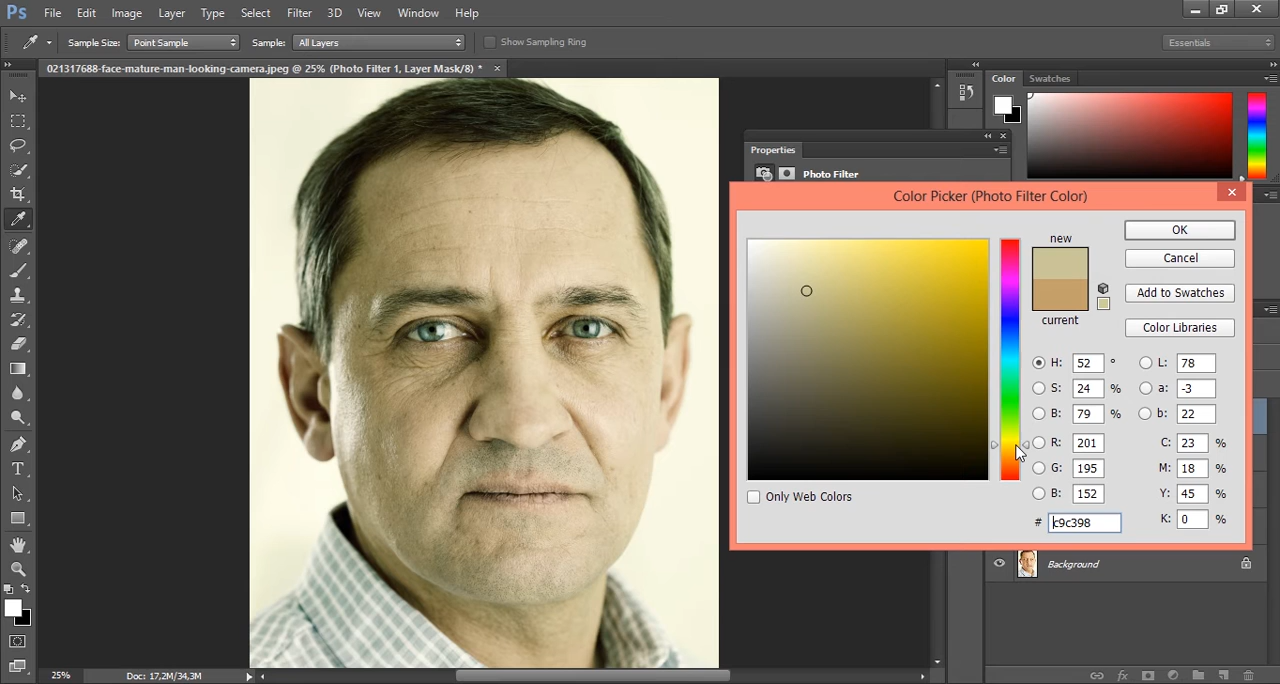 Ps File Edit Image Layer Type Select Filter 3D View Window Help
Sample Size: Point Sample Sample: All Layers Show Sampling Ring Essentials
021317688-face-mature-man-looking-camera.jpeg @ 25% (Photo Filter 1, Layer Mask/8) * ×
Color Swatches
Properties
Photo Filter
Color Picker (Photo Filter Color)
new
current
OK
Cancel
Add to Swatches
Color Libraries
H: 52 ° L: 78
S: 24 % a: -3
B: 79 % b: 22
R: 201 C: 23 %
G: 195 M: 18 %
B: 152 Y: 45 %
# c9c398 K: 0 %
Only Web Colors
Background
25% Doc: 17,2M/34,3M